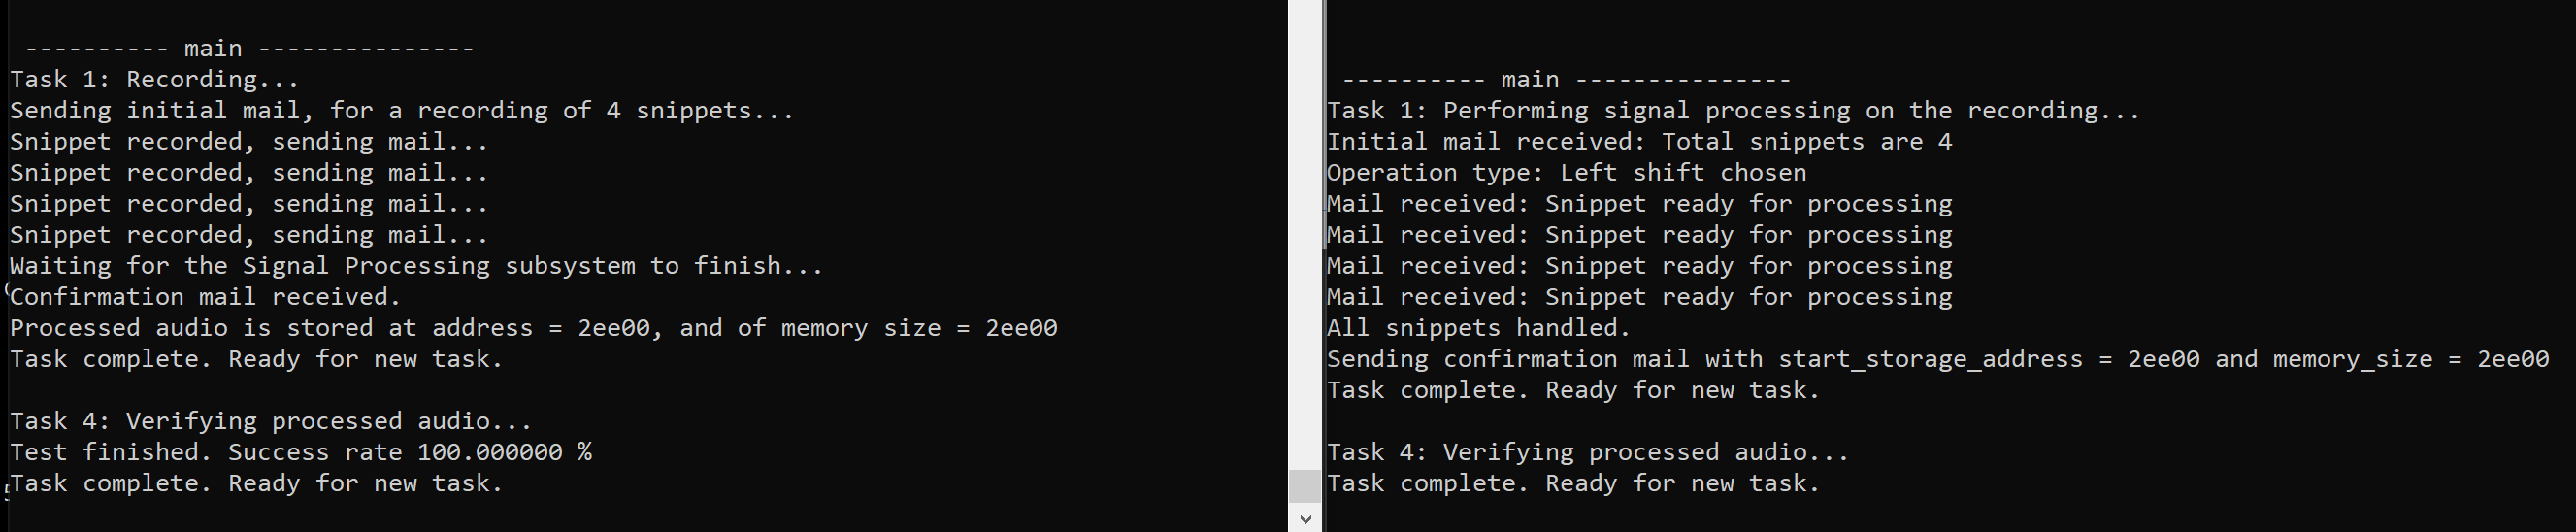 ---------- main ---------------
Task 1: Recording...
Sending initial mail, for a recording of 4 snippets...
Snippet recorded, sending mail...
Snippet recorded, sending mail...
Snippet recorded, sending mail...
Snippet recorded, sending mail...
Waiting for the Signal Processing subsystem to finish...
Confirmation mail received.
Processed audio is stored at address = 2ee00, and of memory size = 2ee00
Task complete. Ready for new task.
Task 4: Verifying processed audio...
Test finished. Success rate 100.000000 %
Task complete. Ready for new task.
---------- main ---------------
Task 1: Performing signal processing on the recording...
Initial mail received: Total snippets are 4
Operation type: Left shift chosen
Mail received: Snippet ready for processing
Mail received: Snippet ready for processing
Mail received: Snippet ready for processing
Mail received: Snippet ready for processing
All snippets handled.
Sending confirmation mail with start_storage_address = 2ee00 and memory_size = 2ee00
Task complete. Ready for new task.
Task 4: Verifying processed audio...
Task complete. Ready for new task.